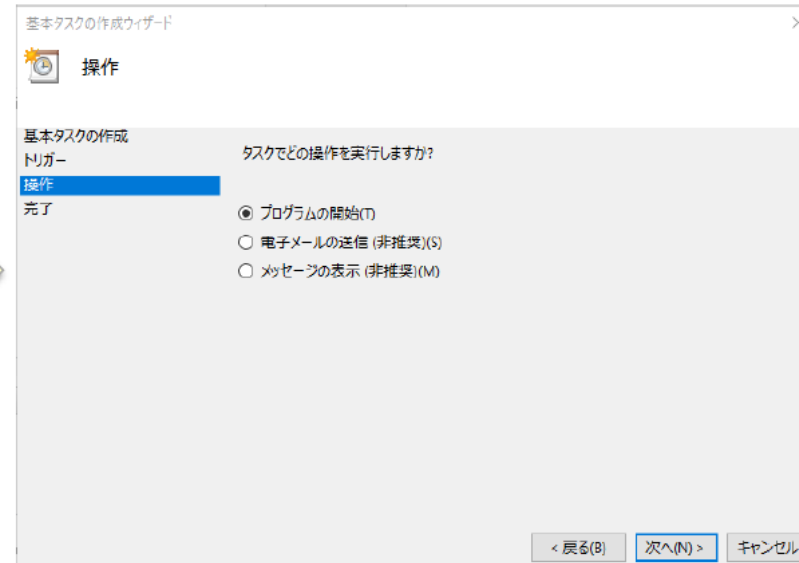 基本タスクの作成ウィザード
操作
基本タスクの作成
トリガー
操作
完了
タスクでどの操作を実行しますか?
プログラムの開始(T)
電子メールの送信 (非推奨)(S)
メッセージの表示 (非推奨)(M)
< 戻る(B)
次へ(N) >
キャンセル